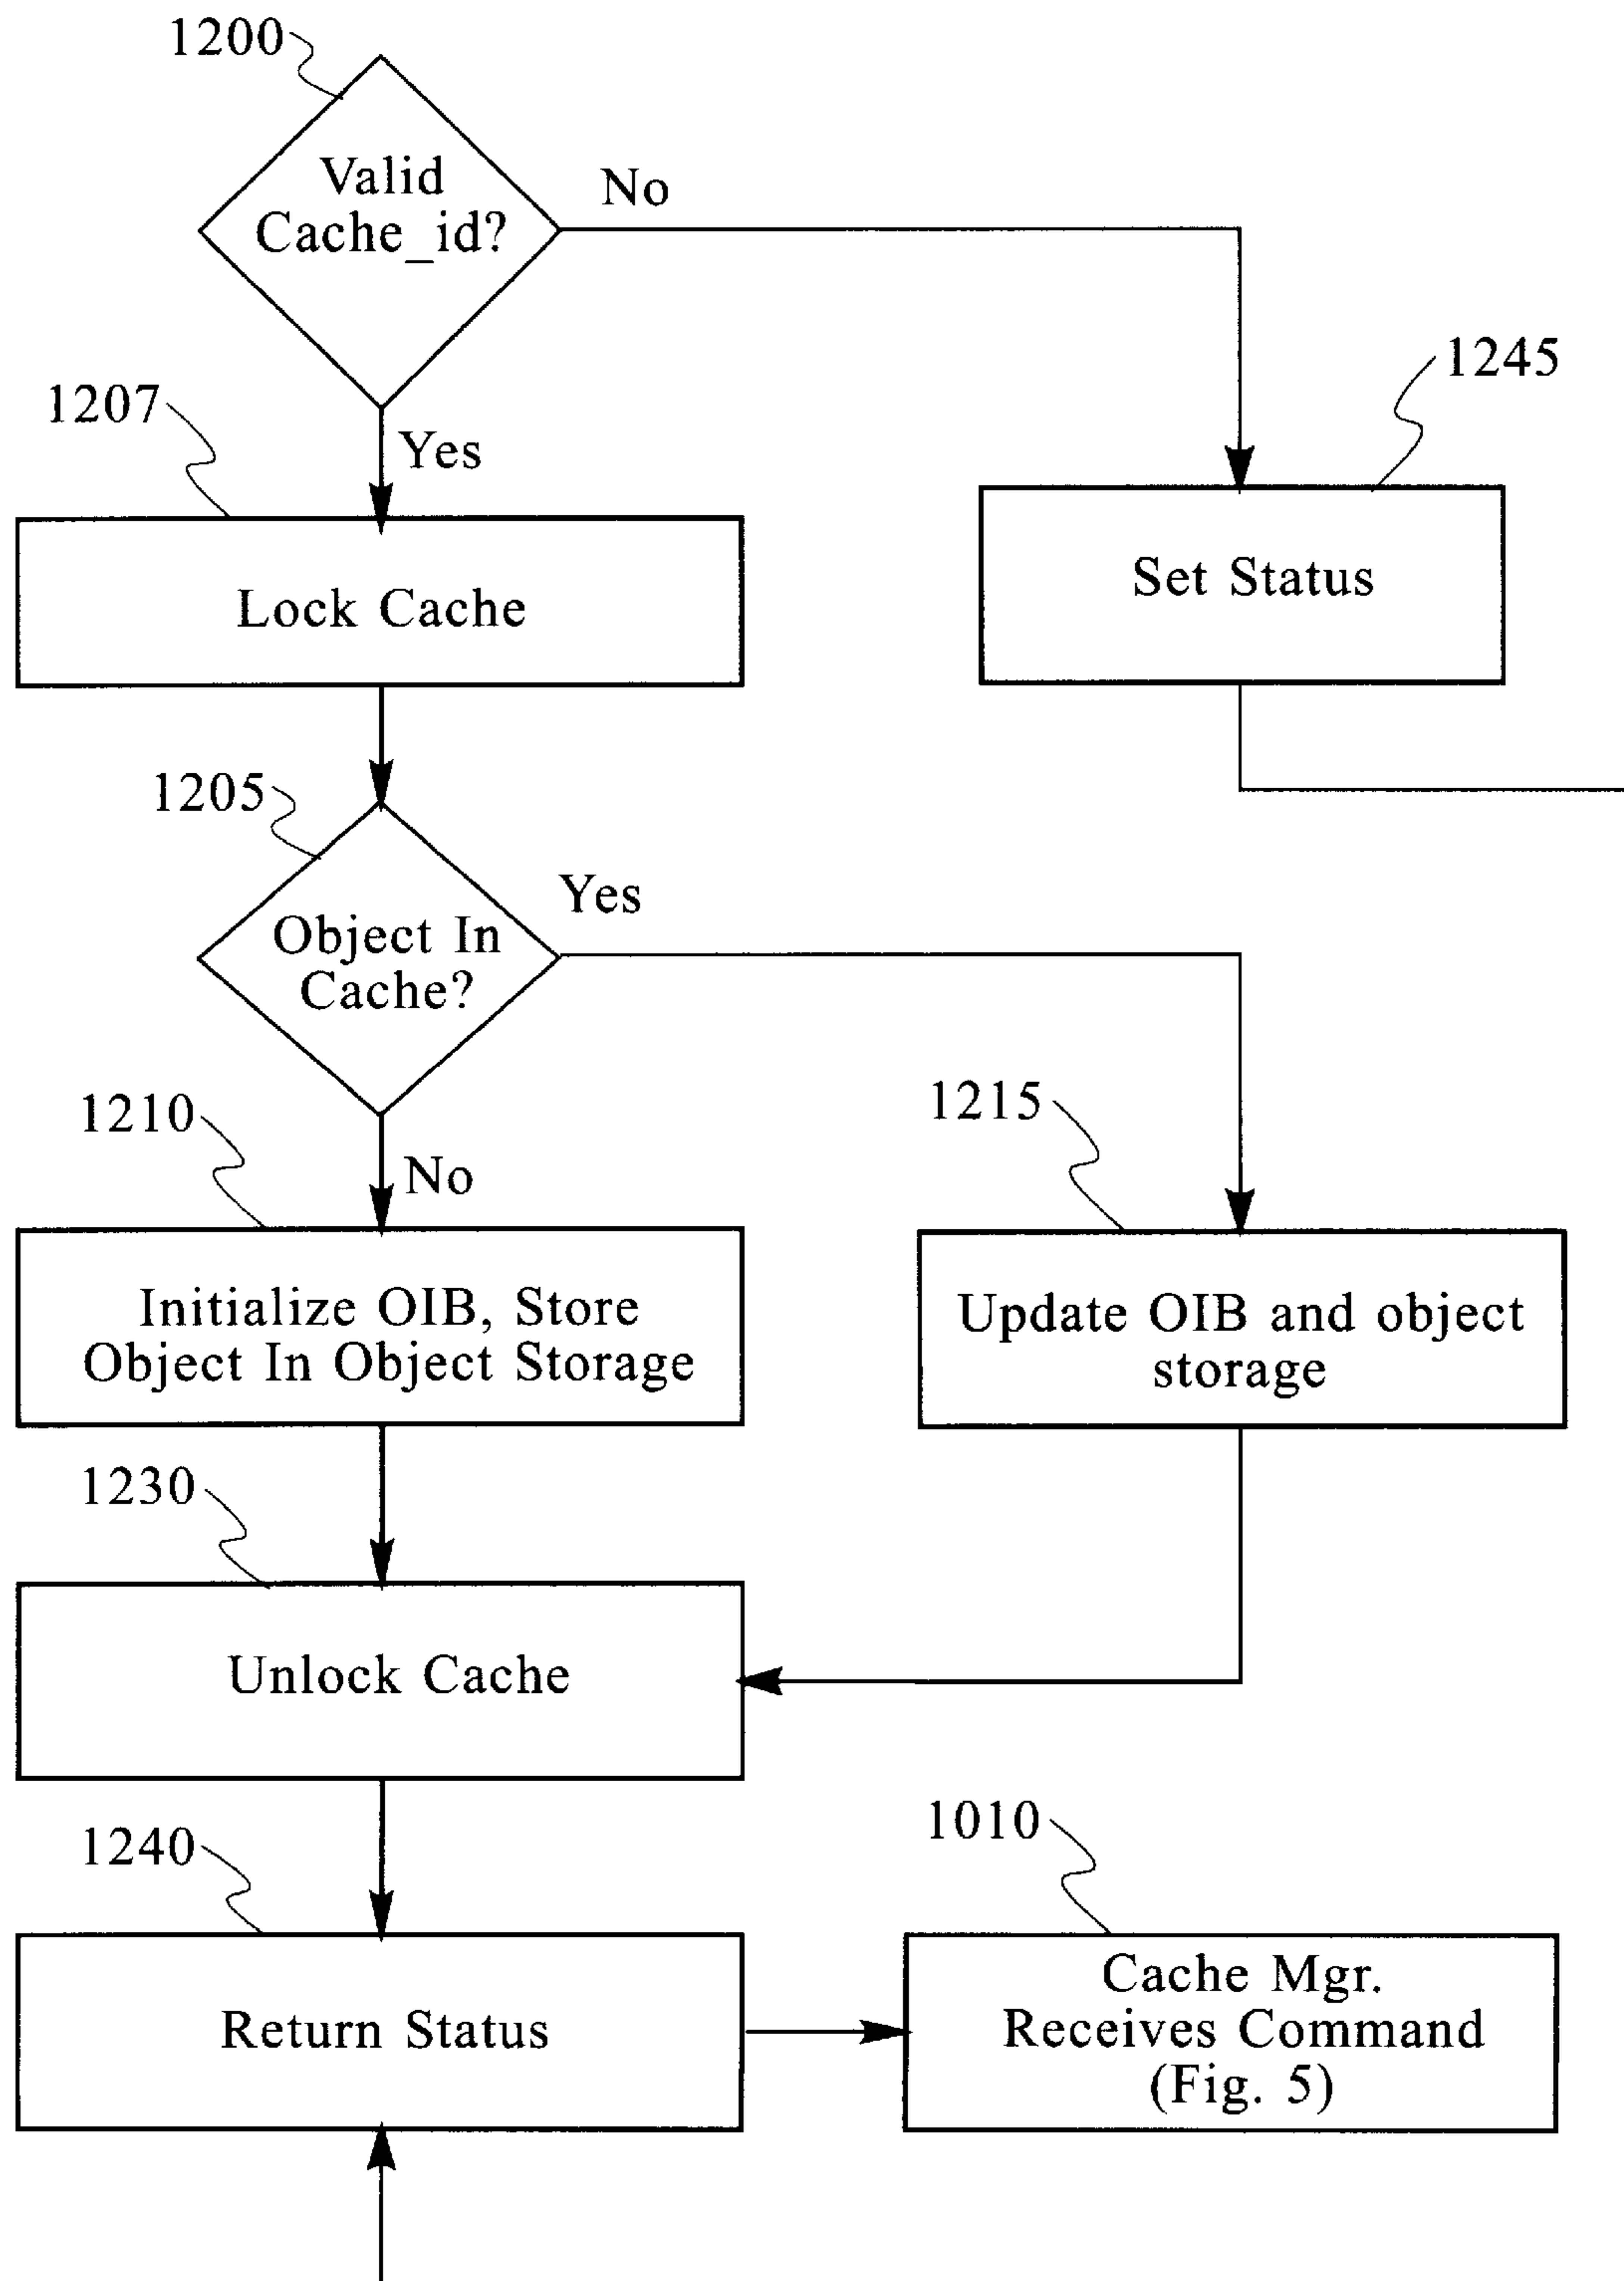 1200
Valid
Cache_id?
No
1245
1207
Yes
Lock Cache
Set Status
1205
Yes
Object In
Cache?
1210
No
1215
Initialize OIB, Store
Object In Object Storage
Update OIB and object
storage
1230
Unlock Cache
1240
1010
Return Status
Cache Mgr.
Receives Command
(Fig. 5)